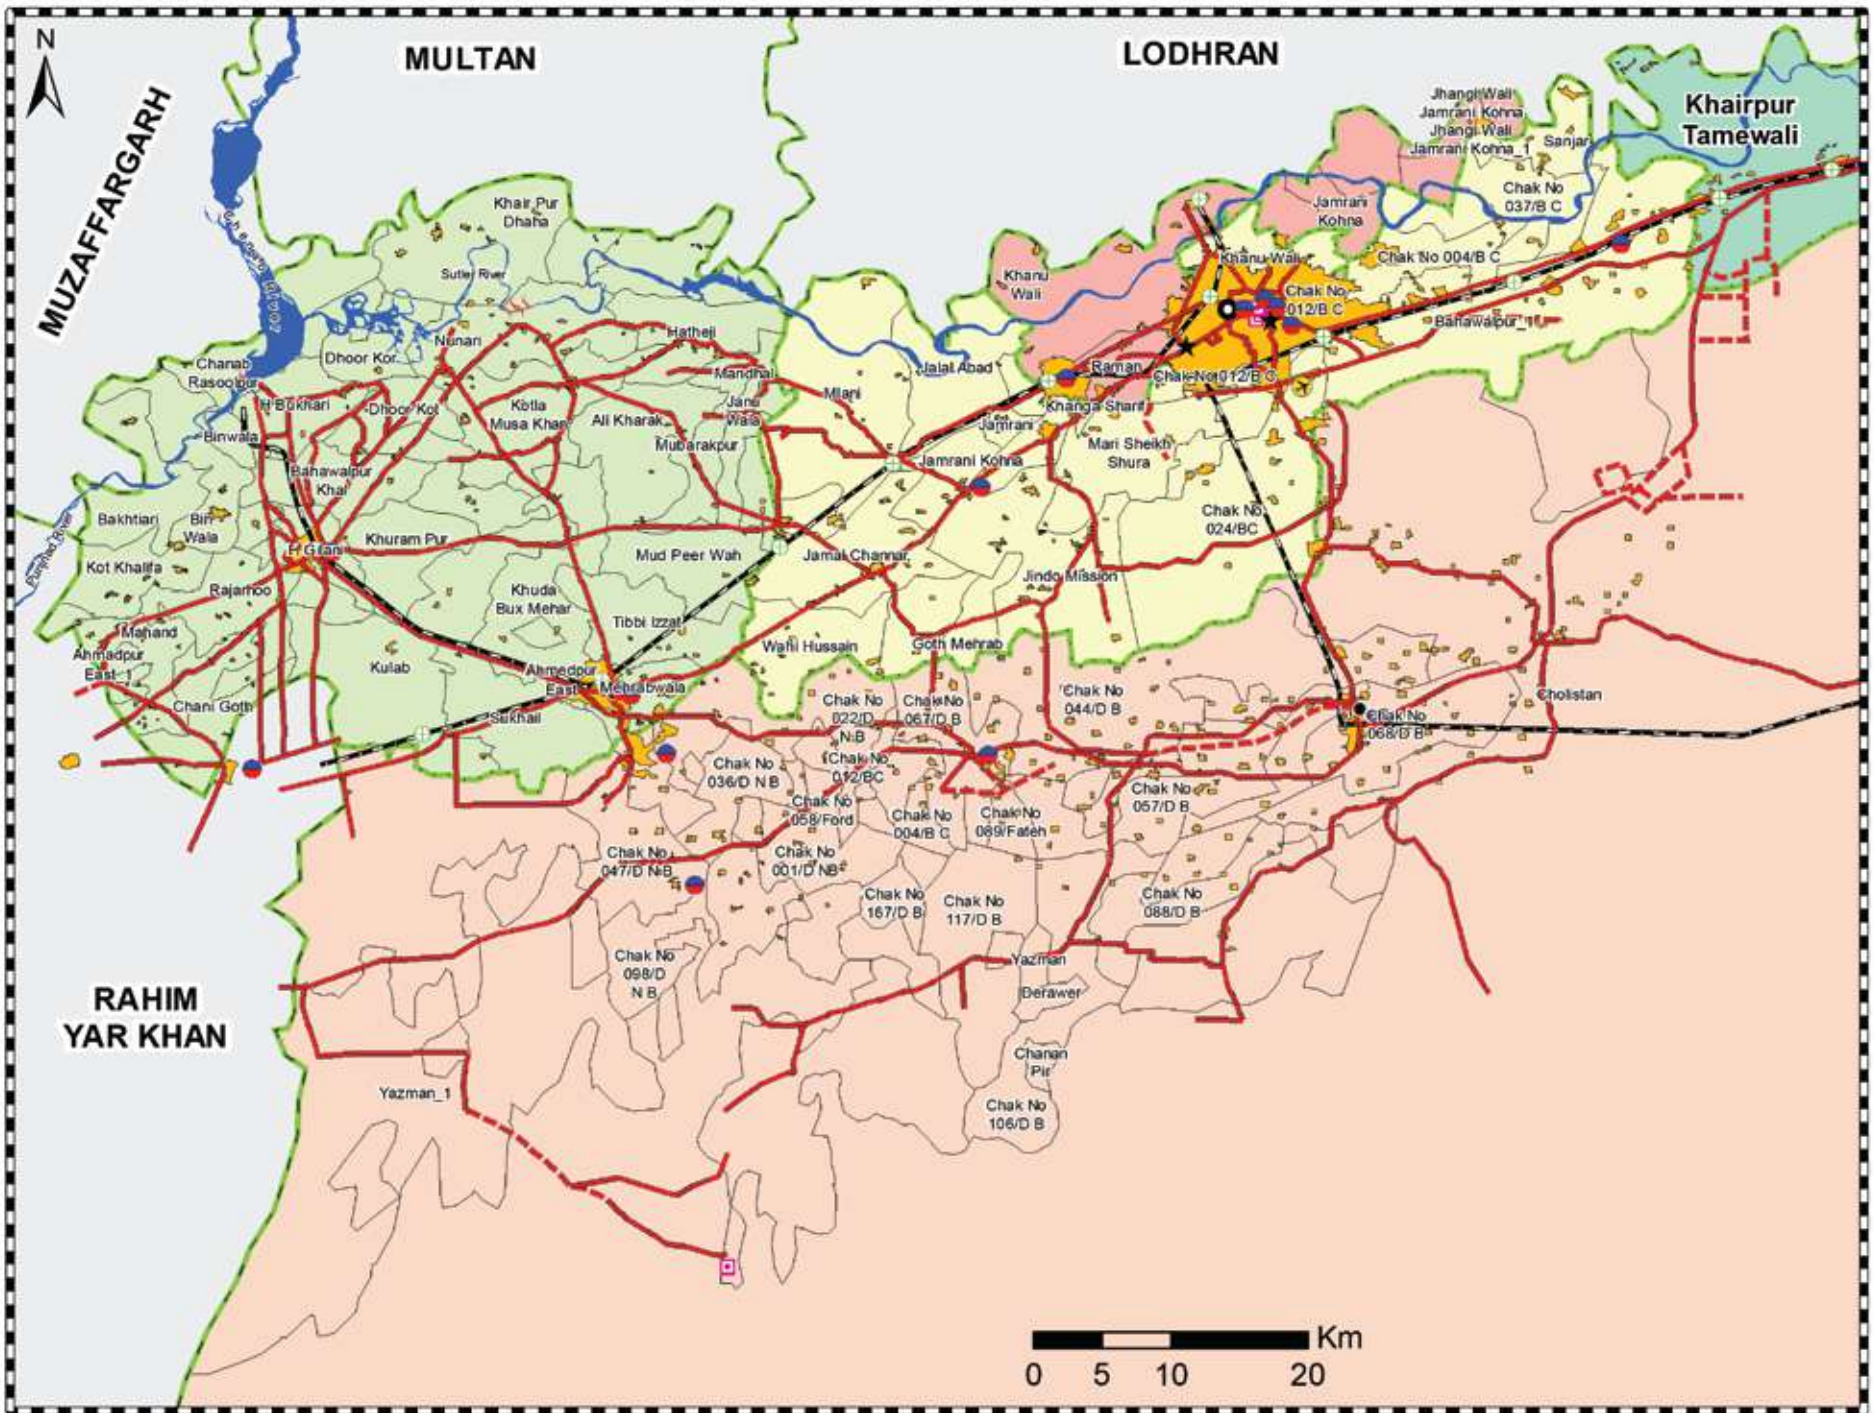 N
MULTAN
LODHRAN
MUZAFFARGARH
Khairpur
Tamewali
Jhangi Wali
Jamrani Kohna
Jhangi Wali
Jamrani Kohna_1
Sanjar
Chak No
037/B C
Khair Pur
Dhaha
Jamrani
Kohna
Chenab River
Sutlej River
Khanu
Wali
Khanu Wali
Chak No 004/B C
Chak No
012/B C
Bahawalpur_1
Hatheji
Nunari
Dhoor Kor
Chanab
Rasoolpur
Mandhal
Jalal Abad
Raman
Chak No 012/B C
H Bukhari
Dhoor Kot
Kotla
Musa Khan
Ali Kharak
Janu
Wala
Mlani
Khanga Sharif
Jamrani
Binwala
Mubarakpur
Mari Sheikh
Shura
Bahawalpur
Khai
Jamrani Kohna
Bakhtiari
Bin
Wala
Chak No
024/BC
Punjnad River
H Gilani
Khuram Pur
Mud Peer Wah
Jamal Channar
Kot Khalifa
Rajarhoo
Khuda
Bux Mehar
Jindo Mission
Mahand
Tibbi Izzat
Ahmadpur
East_1
Kulab
Wahi Hussain
Goth Mehrab
Ahmedpur
East
Mehrabwala
Chani Goth
Sukhail
Chak No
022/D
N B
Chak No
067/D B
Chak No
044/D B
Cholistan
Chak No
068/D B
Chak No
036/D N B
Chak No
012/BC
Chak No
057/D B
Chak No
058/Ford
Chak No
004/B C
Chak No
089/Fateh
Chak No
047/D N B
Chak No
001/D NB
Chak No
167/D B
Chak No
117/D B
Chak No
088/D B
Chak No
098/D
N B
Yazman
Derawer
RAHIM
YAR KHAN
Chanan
Pir
Yazman_1
Chak No
106/D B
Km
0 5 10 20